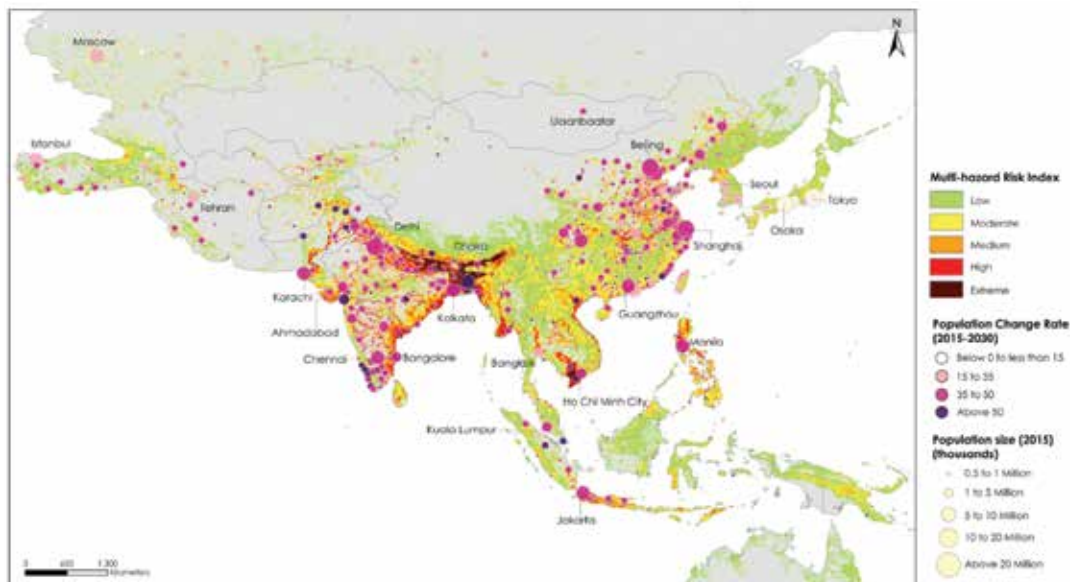 N
Moscow
Ulaanbaatar
Istanbul
Beijing
Seoul
Tehran
Tokyo
Delhi
Osaka
Dhaka
Shanghai
Karachi
Kolkata
Guangzhou
Ahmadabad
Manila
Chennai
Bangalore
Bangkok
Ho Chi Minh City
Kuala Lumpur
Jakarta
0 650 1,300
Kilometers
Multi-hazard Risk Index
Low
Moderate
Medium
High
Extreme
Population Change Rate
(2015-2030)
Below 0 to less than 15
15 to 35
35 to 50
Above 50
Population size (2015)
(thousands)
0.5 to 1 Million
1 to 5 Million
5 to 10 Million
10 to 20 Million
Above 20 Million